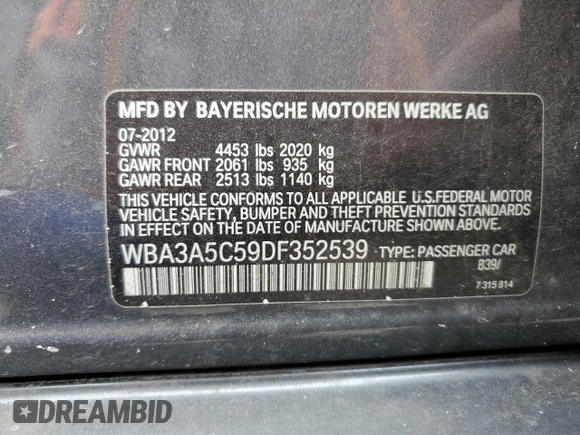 MFD BY BAYERISCHE MOTOREN WERKE AG
07-2012
GVWR 4453 lbs 2020 kg
GAWR FRONT 2061 lbs 935 kg
GAWR REAR 2513 lbs 1140 kg
THIS VEHICLE CONFORMS TO ALL APPLICABLE U.S.FEDERAL MOTOR
VEHICLE SAFETY, BUMPER AND THEFT PREVENTION STANDARDS
IN EFFECT ON THE DATE OF MANUFACTURE SHOWN ABOVE.
WBA3A5C59DF352539 TYPE: PASSENGER CAR
B39/
7 315 814
DREAMBID